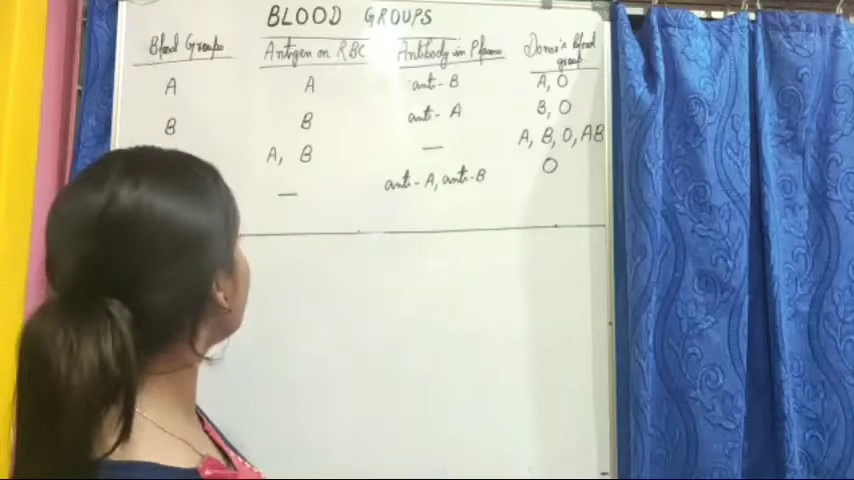 BLOOD GROUPS
Blood Groups Antigen on RBC Antibody in Plasma Donor's Blood group
A A anti-B A, O
B B anti-A B, O
A, B — A, B, O, AB
— anti-A, anti-B O